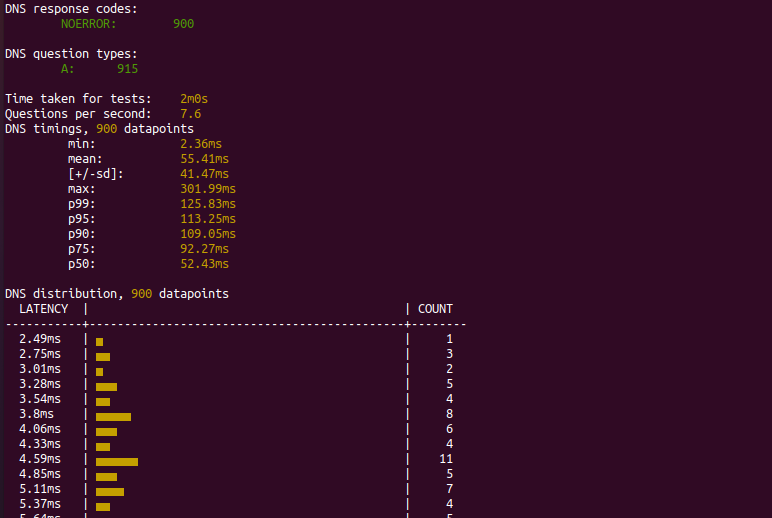 DNS response codes:
NOERROR: 900
DNS question types:
A: 915
Time taken for tests: 2m0s
Questions per second: 7.6
DNS timings, 900 datapoints
min: 2.36ms
mean: 55.41ms
[+/-sd]: 41.47ms
max: 301.99ms
p99: 125.83ms
p95: 113.25ms
p90: 109.05ms
p75: 92.27ms
p50: 52.43ms
DNS distribution, 900 datapoints
LATENCY | | COUNT
-----------+---------------------------------------------+--------
2.49ms | | 1
2.75ms | | 3
3.01ms | | 2
3.28ms | | 5
3.54ms | | 4
3.8ms | | 8
4.06ms | | 6
4.33ms | | 4
4.59ms | | 11
4.85ms | | 5
5.11ms | | 7
5.37ms | | 4